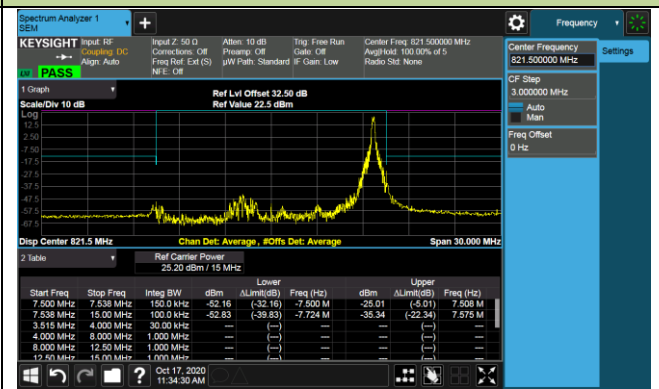 Spectrum Analyzer 1
SEM
+
Frequency
KEYSIGHT
Input: RF
Coupling: DC
Align: Auto
Input Z: 50 Ω
Corrections: Off
Freq Ref: Ext (S)
NFE: Off
Atten: 10 dB
Preamp: Off
µW Path: Standard
Trig: Free Run
Gate: Off
IF Gain: Low
Center Freq: 821.500000 MHz
Avg|Hold: 100.00% of 5
Radio Std: None
PASS
Center Frequency
821.500000 MHz
Settings
CF Step
3.000000 MHz
Auto
Man
Freq Offset
0 Hz
1 Graph
Scale/Div 10 dB
Ref Lvl Offset 32.50 dB
Ref Value 22.5 dBm
Log
12.5
2.50
-7.50
-17.5
-27.5
-37.5
-47.5
-57.5
-67.5
Disp Center 821.5 MHz
Chan Det: Average, #Offs Det: Average
Span 30.000 MHz
2 Table
Ref Carrier Power
25.20 dBm / 15 MHz
Lower Upper
Start Freq Stop Freq Integ BW dBm ΔLimit(dB) Freq (Hz) dBm ΔLimit(dB) Freq (Hz)
7.500 MHz 7.538 MHz 150.0 kHz -52.16 (-32.16) -7.500 M -25.01 (-5.01) 7.508 M
7.538 MHz 15.00 MHz 100.0 kHz -52.83 (-39.83) -7.724 M -35.34 (-22.34) 7.575 M
3.515 MHz 4.000 MHz 30.00 kHz --- (---) --- --- (---) ---
4.000 MHz 8.000 MHz 1.000 MHz --- (---) --- --- (---) ---
8.000 MHz 12.50 MHz 1.000 MHz --- (---) --- --- (---) ---
12.50 MHz 15.00 MHz 1.000 MHz --- (---) --- --- (---) ---
?
Oct 17, 2020
11:34:30 AM